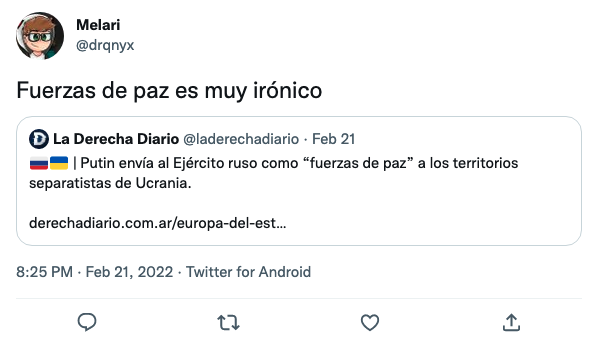 Melari
@drqnyx
Fuerzas de paz es muy irónico
La Derecha Diario @laderechadiario · Feb 21
🇷🇺🇺🇦 | Putin envía al Ejército ruso como “fuerzas de paz” a los territorios
separatistas de Ucrania.
derechadiario.com.ar/europa-del-est...
8:25 PM · Feb 21, 2022 · Twitter for Android